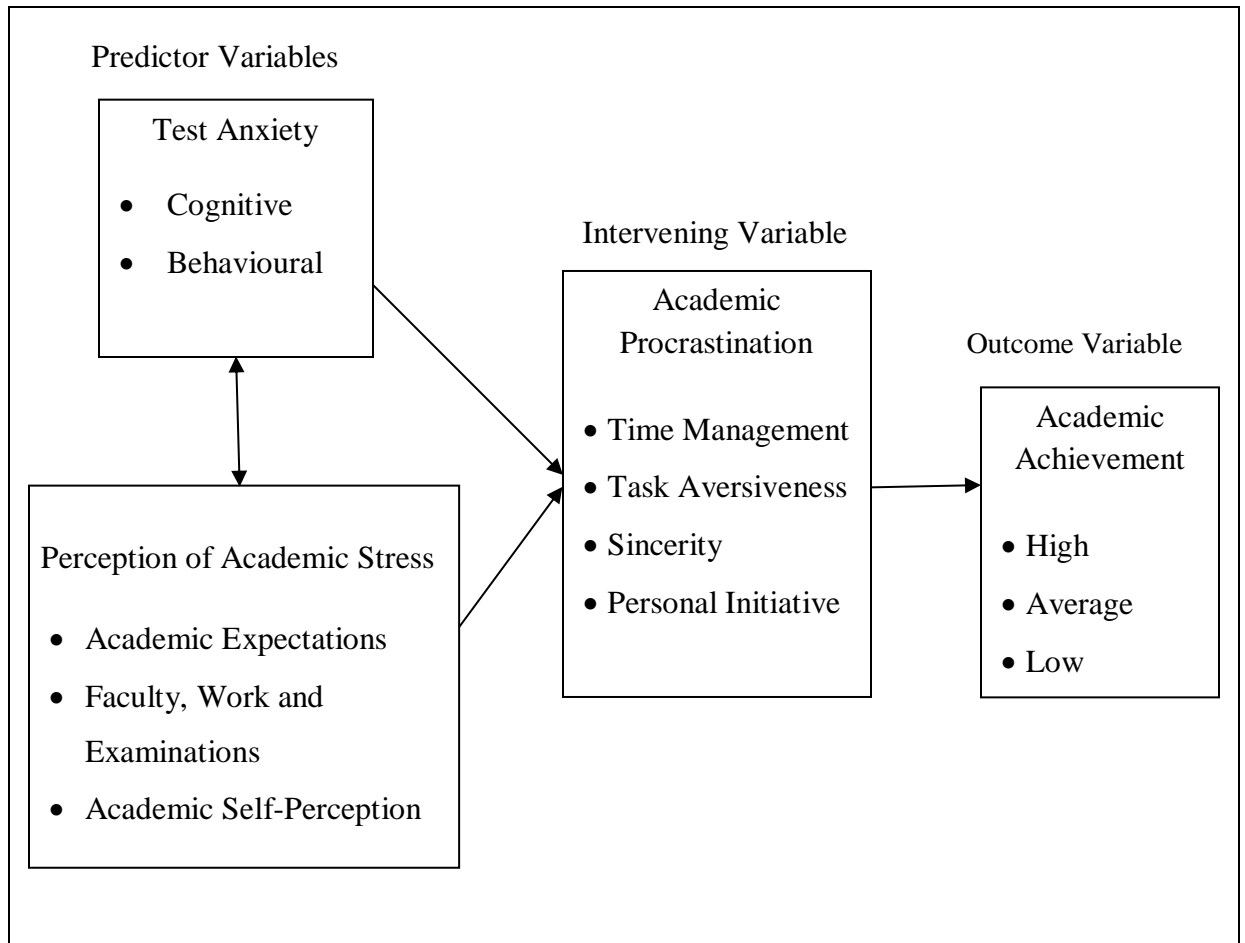 Predictor Variables
Test Anxiety
• Cognitive
• Behavioural
Perception of Academic Stress
• Academic Expectations
• Faculty, Work and
Examinations
• Academic Self-Perception
Intervening Variable
Academic
Procrastination
• Time Management
• Task Aversiveness
• Sincerity
• Personal Initiative
Outcome Variable
Academic
Achievement
• High
• Average
• Low